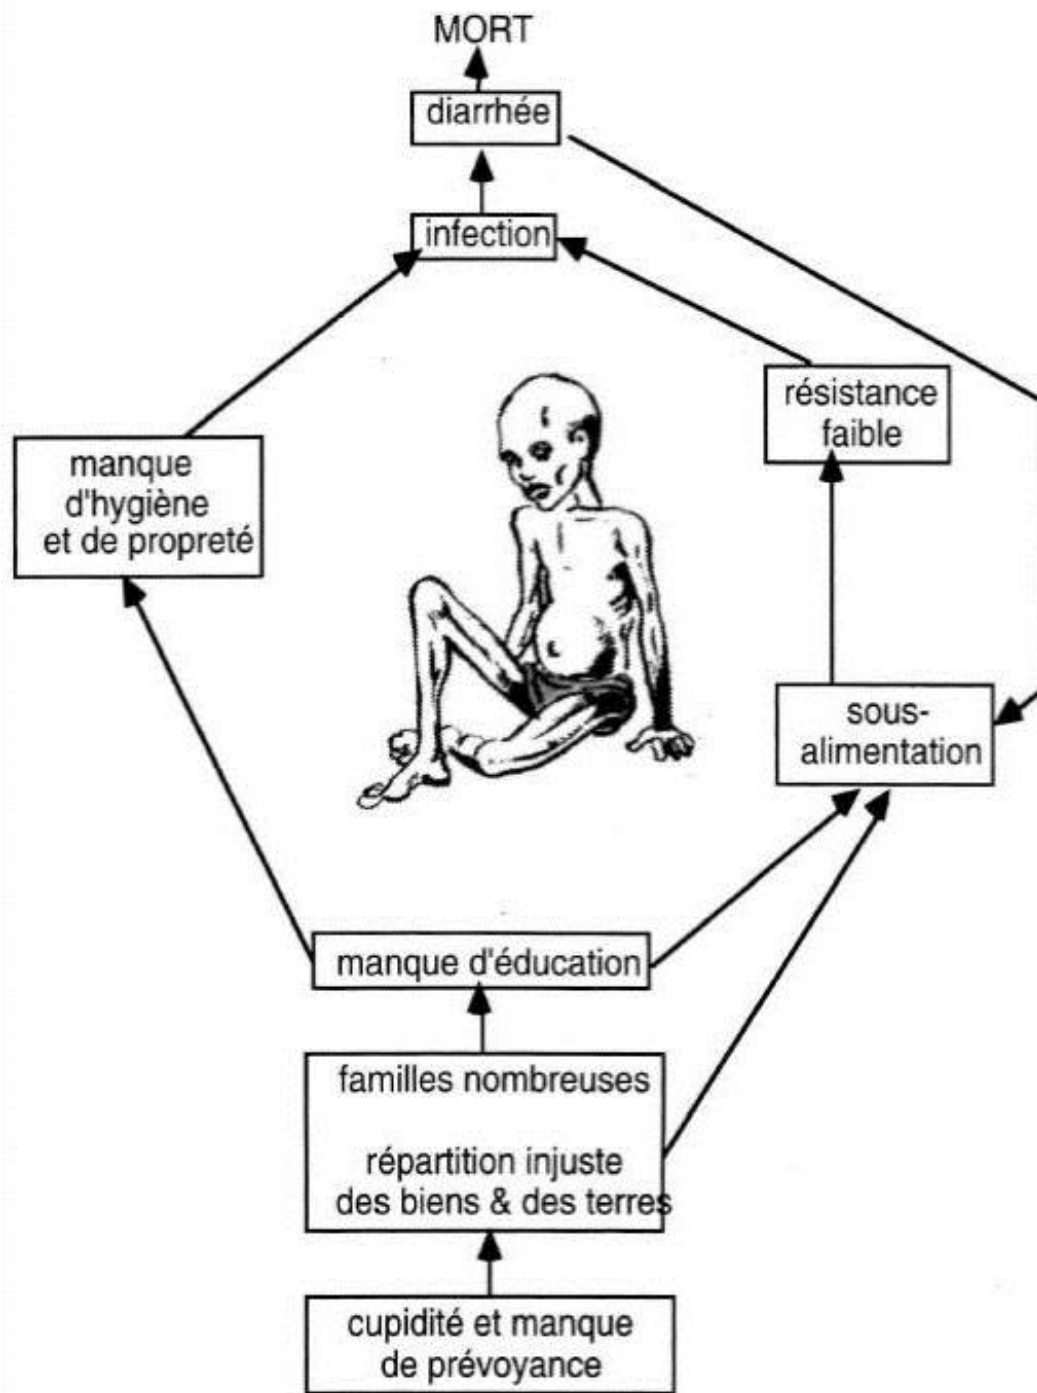 MORT
diarrhée
infection
résistance
faible
manque
d'hygiène
et de propreté
sous-
alimentation
manque d'éducation
familles nombreuses
répartition injuste
des biens & des terres
cupidité et manque
de prévoyance